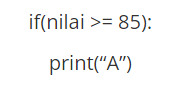 if(nilai >= 85):
print(“A”)